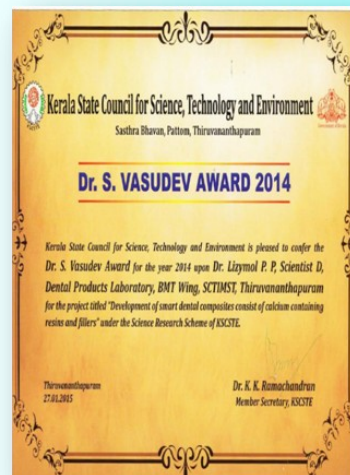 Kerala State Council for Science, Technology and Environment
Sasthra Bhavan, Pattom, Thiruvananthapuram
Dr. S. VASUDEV AWARD 2014
Kerala State Council for Science, Technology and Environment is pleased to confer the
Dr. S. Vasudev Award for the year 2014 upon Dr. Lizymol P. P, Scientist D,
Dental Products Laboratory, BMT Wing, SCTIMST, Thiruvananthapuram
for the project titled "Development of smart dental composites consist of calcium containing
resins and fillers" under the Science Research Scheme of KSCSTE.
Thiruvananthapuram
27.01.2015
Dr. K. K. Ramachandran
Member Secretary, KSCSTE